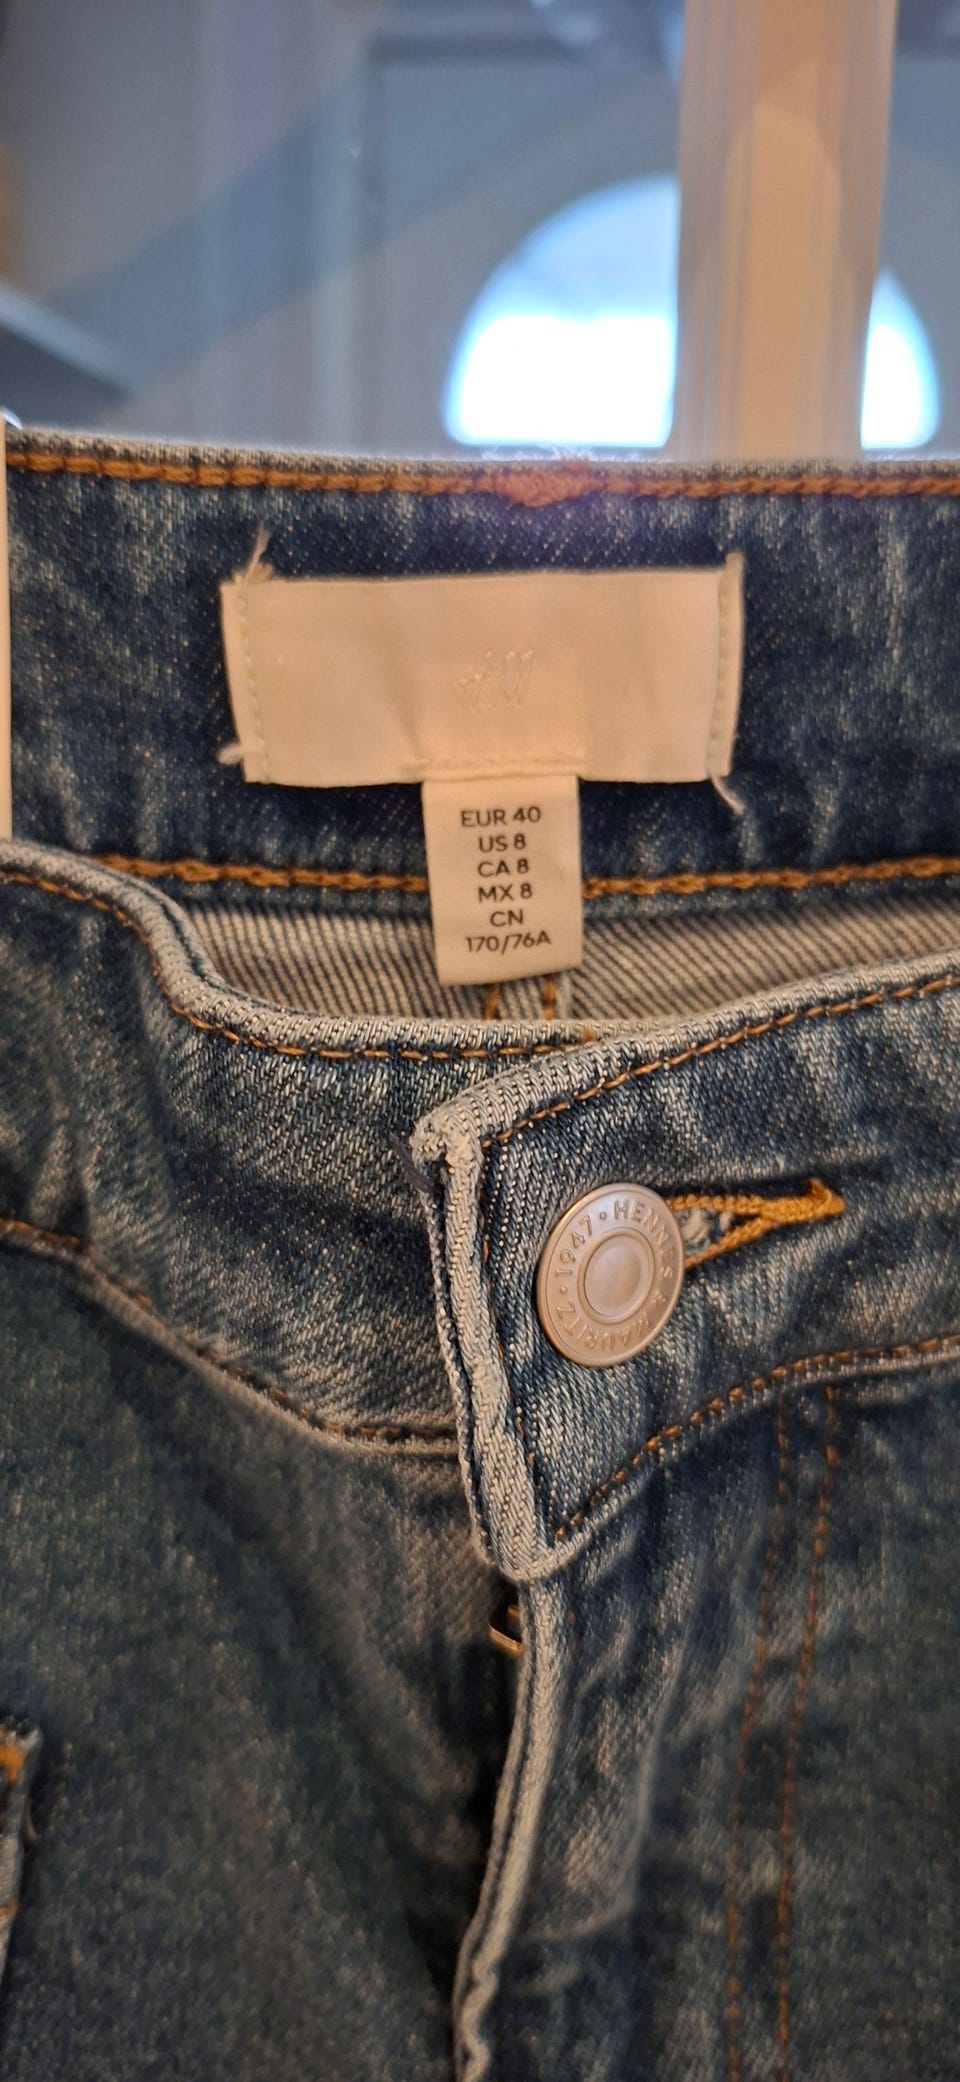 H&M
EUR 40
US 8
CA 8
MX 8
CN
170/76A
HENNES & MAURITZ · 1947 ·